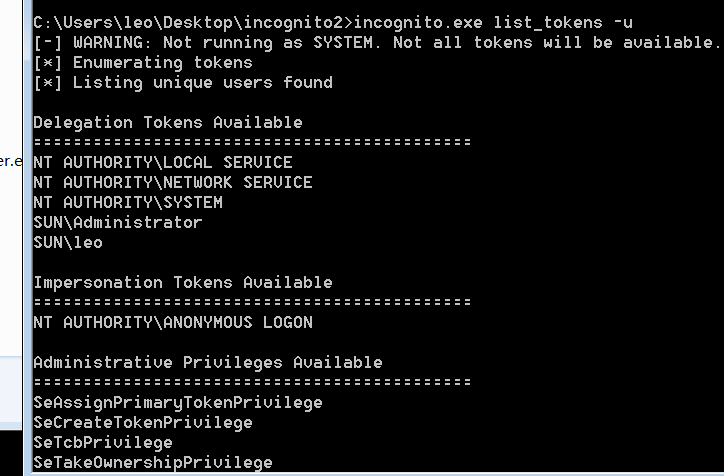 C:\Users\leo\Desktop\incognito2>incognito.exe list_tokens -u
[-] WARNING: Not running as SYSTEM. Not all tokens will be available.
[*] Enumerating tokens
[*] Listing unique users found
Delegation Tokens Available
============================================
NT AUTHORITY\LOCAL SERVICE
er.e
NT AUTHORITY\NETWORK SERVICE
NT AUTHORITY\SYSTEM
SUN\Administrator
SUN\leo
Impersonation Tokens Available
============================================
NT AUTHORITY\ANONYMOUS LOGON
Administrative Privileges Available
============================================
SeAssignPrimaryTokenPrivilege
SeCreateTokenPrivilege
SeTcbPrivilege
SeTakeOwnershipPrivilege